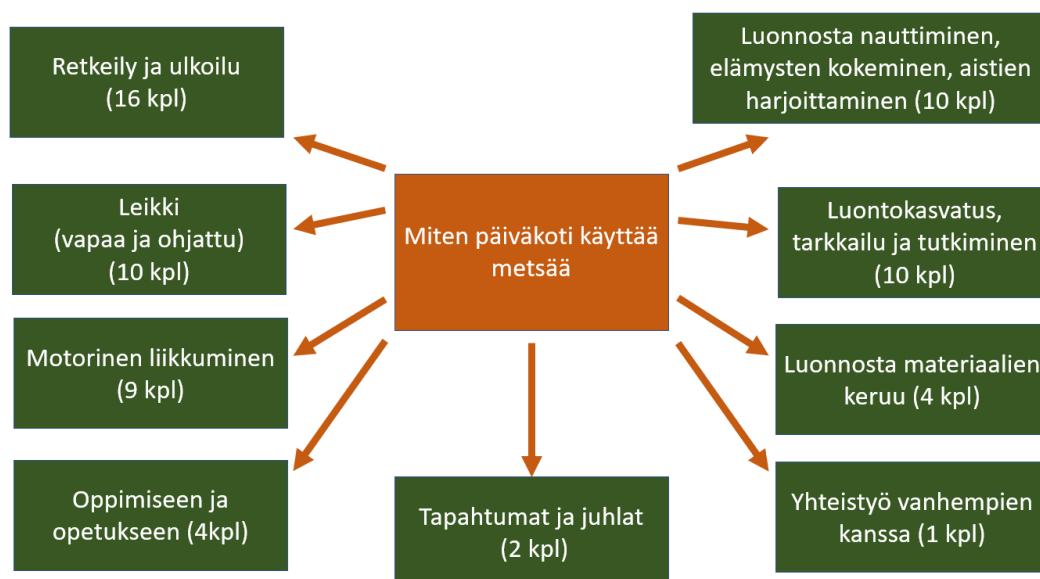 Retkeily ja ulkoilu
(16 kpl)
Luonnosta nauttiminen,
elämysten kokeminen, aistien
harjoittaminen (10 kpl)
Leikki
(vapaa ja ohjattu)
(10 kpl)
Miten päiväkoti käyttää
metsää
Luontokasvatus,
tarkkailu ja tutkiminen
(10 kpl)
Motorinen liikkuminen
(9 kpl)
Luonnosta materiaalien
keruu (4 kpl)
Oppimiseen ja
opetukseen (4kpl)
Tapahtumat ja juhlat
(2 kpl)
Yhteistyö vanhempien
kanssa (1 kpl)